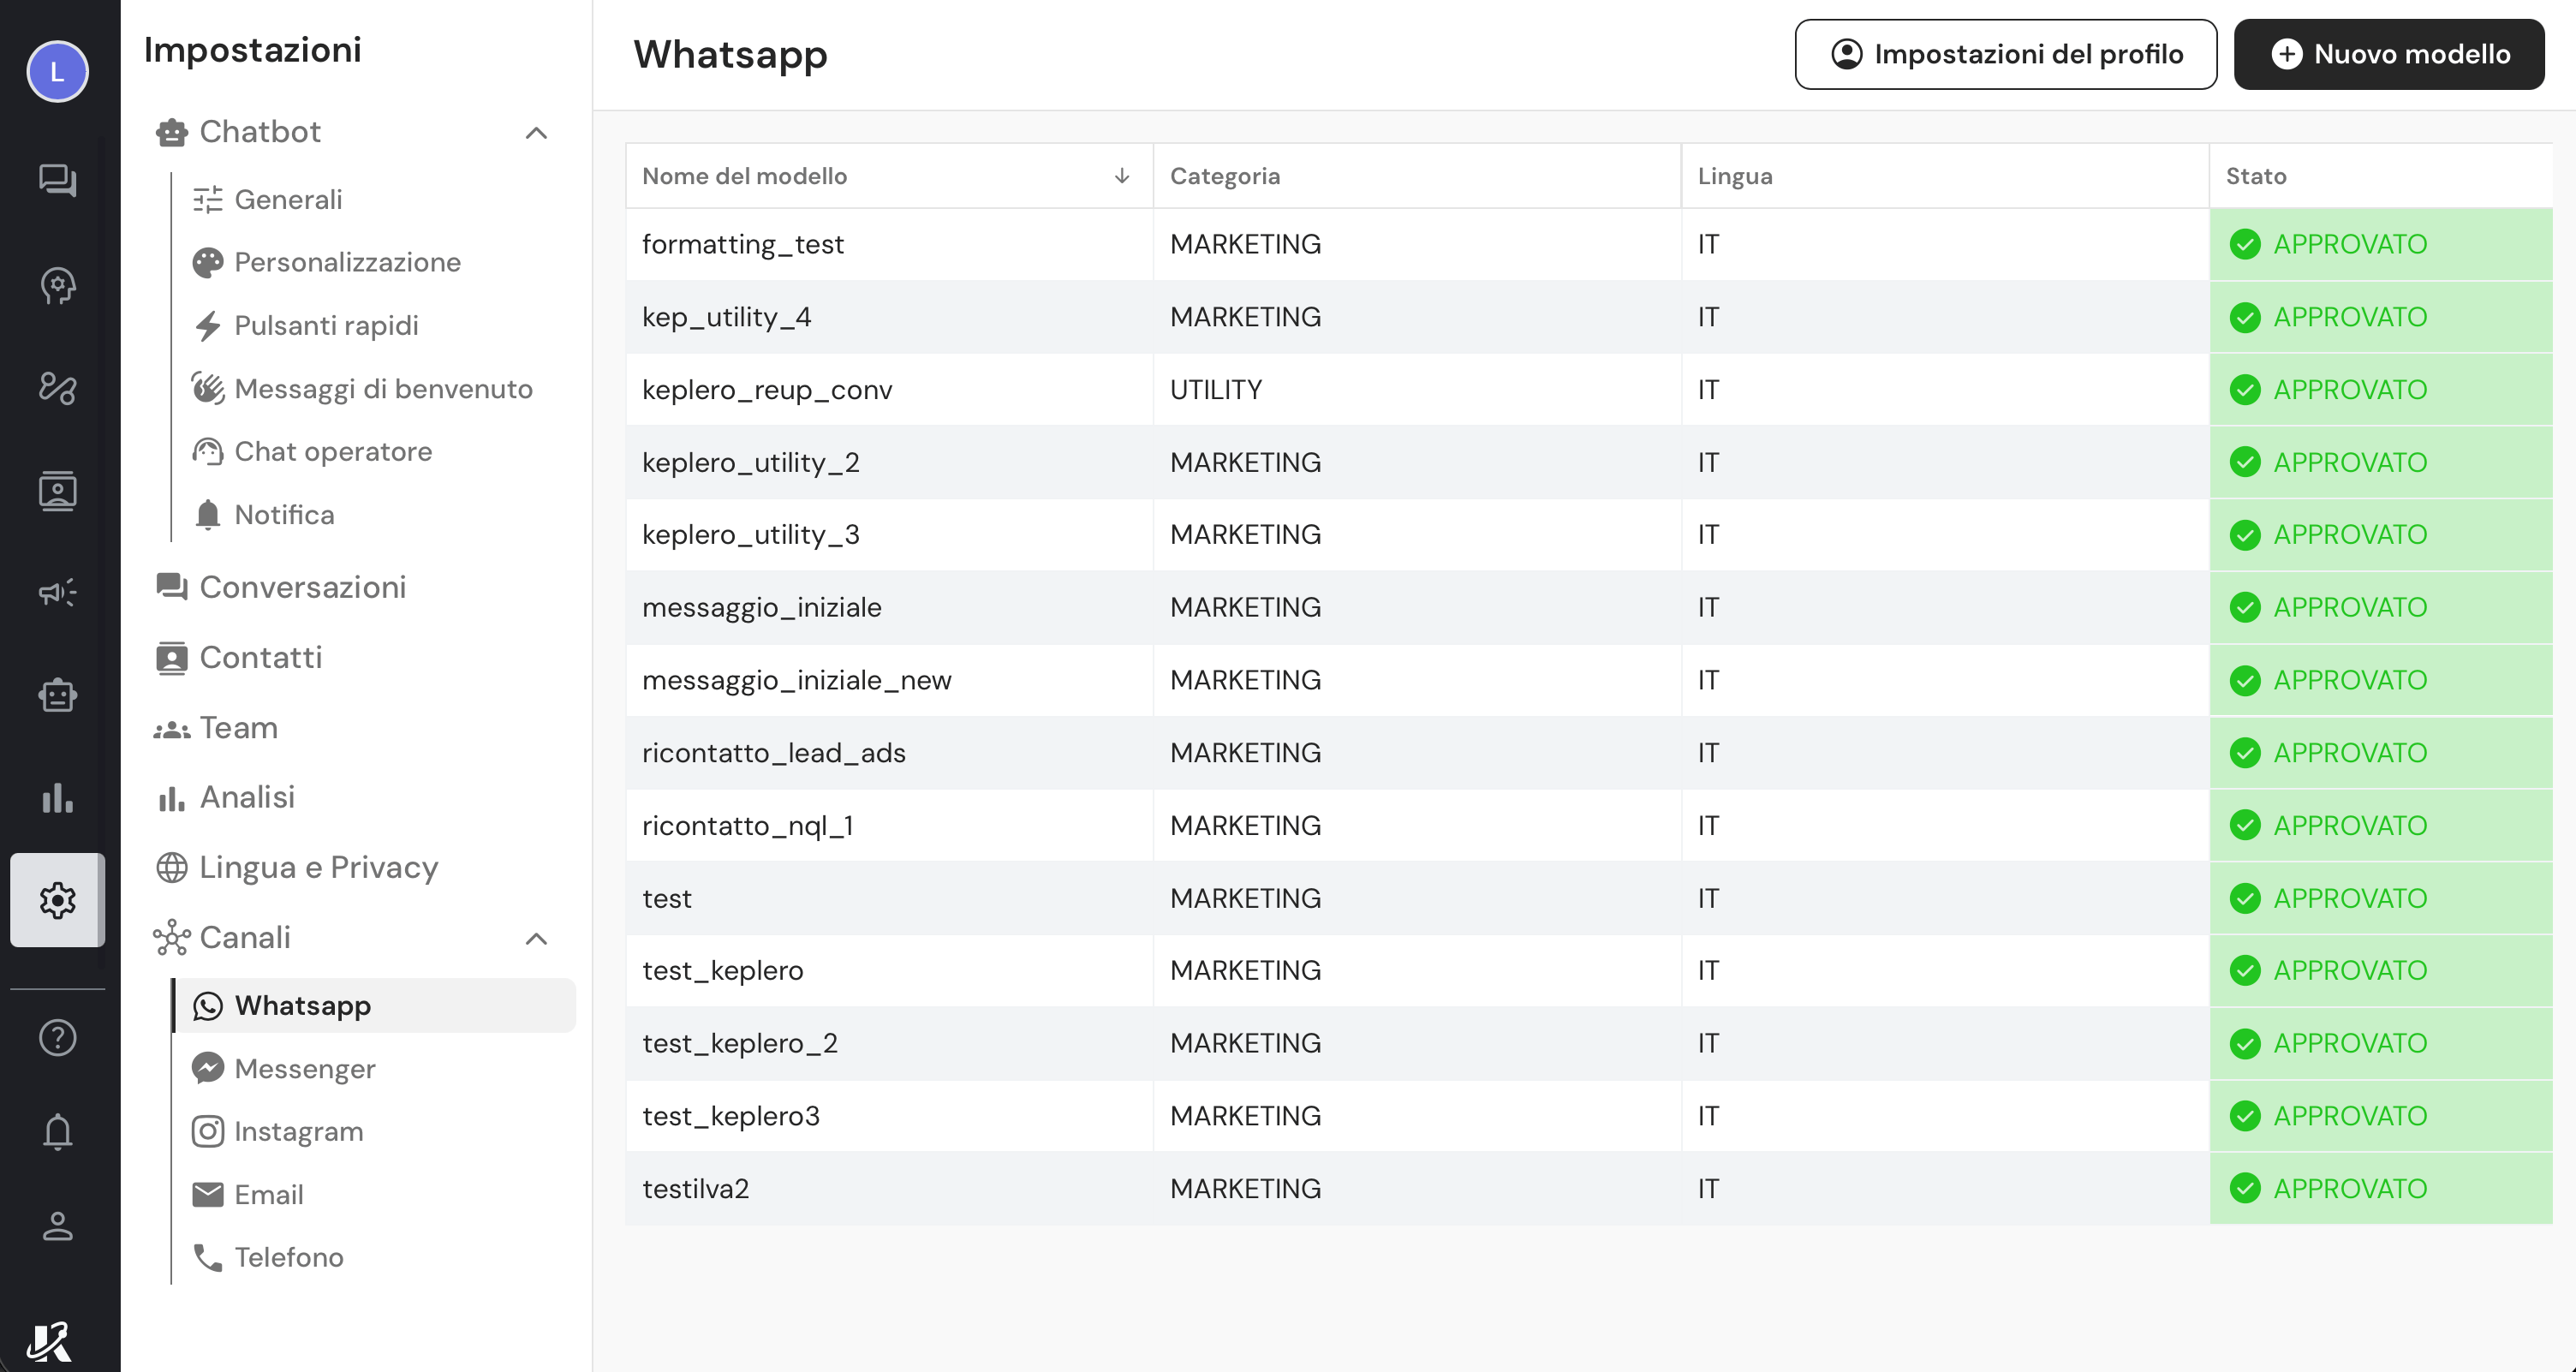 L
Impostazioni
Chatbot
Generali
Personalizzazione
Pulsanti rapidi
Messaggi di benvenuto
Chat operatore
Notifica
Conversazioni
Contatti
Team
Analisi
Lingua e Privacy
Canali
Whatsapp
Messenger
Instagram
Email
Telefono
Whatsapp
Impostazioni del profilo
Nuovo modello
Nome del modello Categoria Lingua Stato
formatting_test MARKETING IT APPROVATO
kep_utility_4 MARKETING IT APPROVATO
keplero_reup_conv UTILITY IT APPROVATO
keplero_utility_2 MARKETING IT APPROVATO
keplero_utility_3 MARKETING IT APPROVATO
messaggio_iniziale MARKETING IT APPROVATO
messaggio_iniziale_new MARKETING IT APPROVATO
ricontatto_lead_ads MARKETING IT APPROVATO
ricontatto_nql_1 MARKETING IT APPROVATO
test MARKETING IT APPROVATO
test_keplero MARKETING IT APPROVATO
test_keplero_2 MARKETING IT APPROVATO
test_keplero3 MARKETING IT APPROVATO
testilva2 MARKETING IT APPROVATO